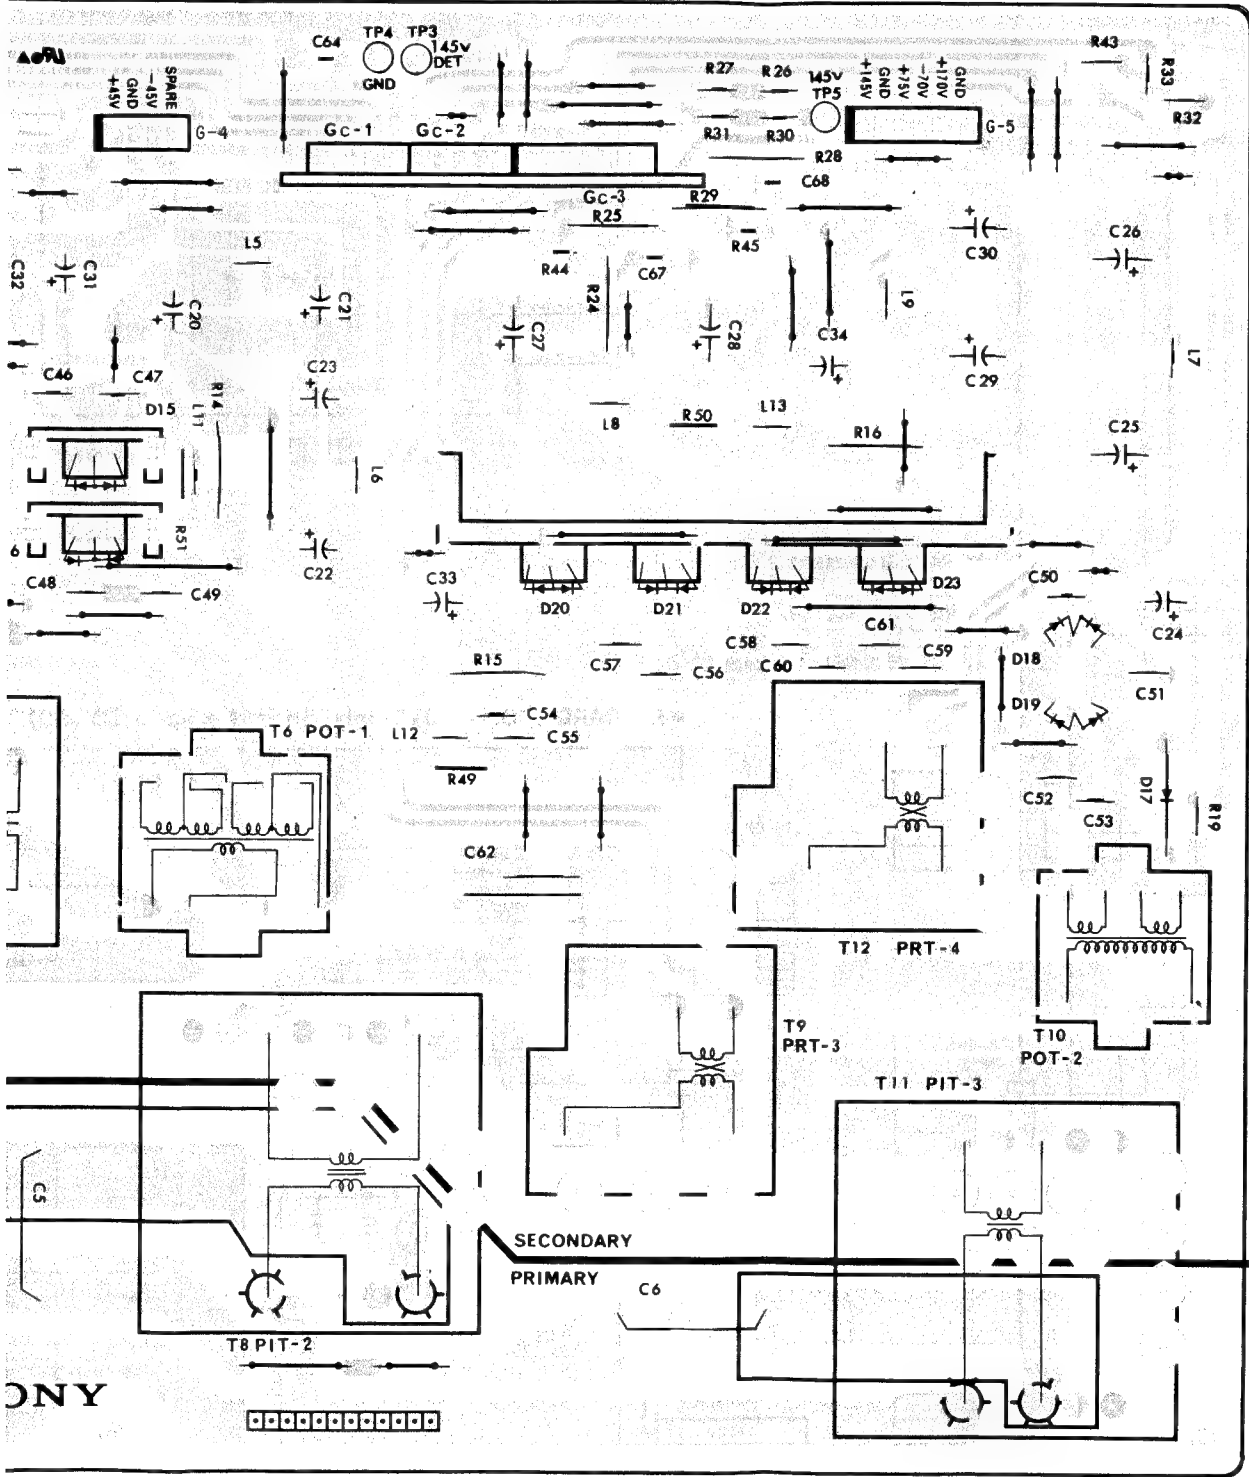 TP4 TP3
C64
145V
DET
GND
R43
R33
R32
+45V
GND
-45V
SPARE
G-4
R27
R26
145V
TP5
+145V
GND
+75V
-70V
+170V
GND
G-5
Gc-1
Gc-2
R31
R30
R28
C68
Gc-3
R29
R25
R45
C30
C26
L5
R44
C67
C32
C31
C20
C21
R24
C27
C28
C34
L9
C29
L7
C46
C47
C23
D15
L11
R14
L8
R50
L13
R16
C25
L6
R51
6
C22
C33
C48
C49
D20
D21
D22
D23
C50
C24
C61
C58
C57
C56
C60
C59
R15
D18
D19
C51
C54
C55
L12
T6 POT-1
R49
C52
C53
D17
R19
C62
T12 PRT-4
T9
PRT-3
T10
POT-2
T11 PIT-3
C5
SECONDARY
PRIMARY
C6
T8 PIT-2
ONY